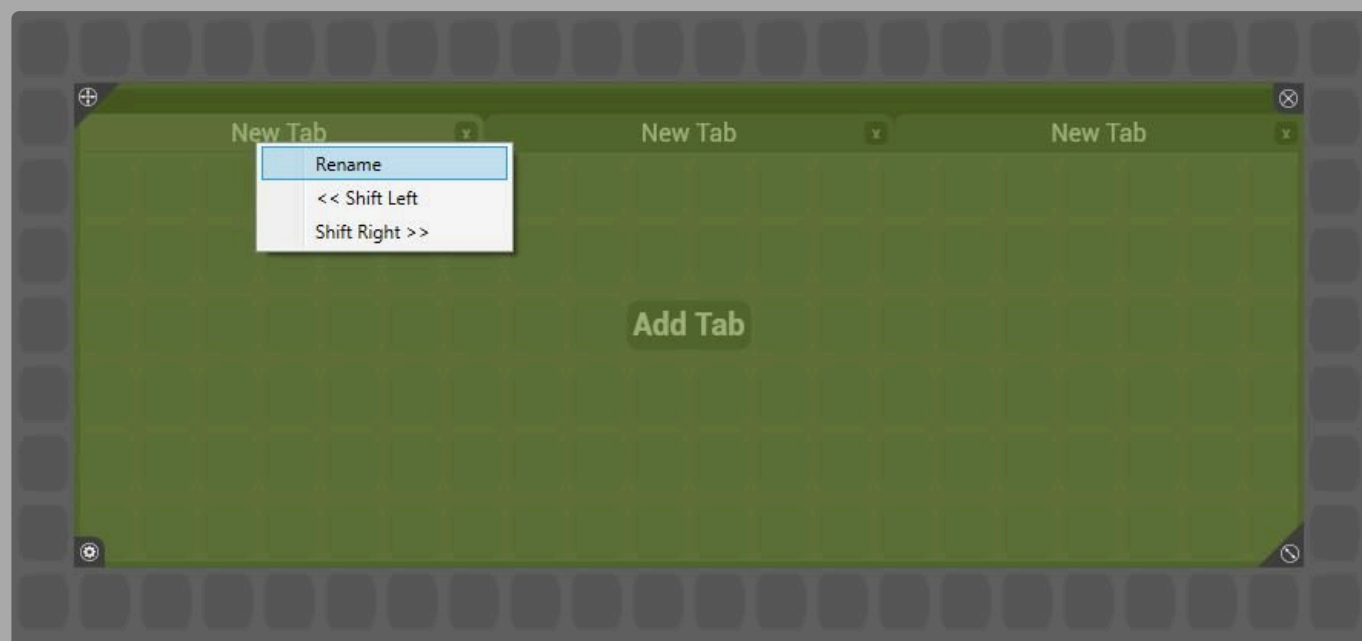 New Tab x New Tab x New Tab x
Rename
<< Shift Left
Shift Right >>
Add Tab